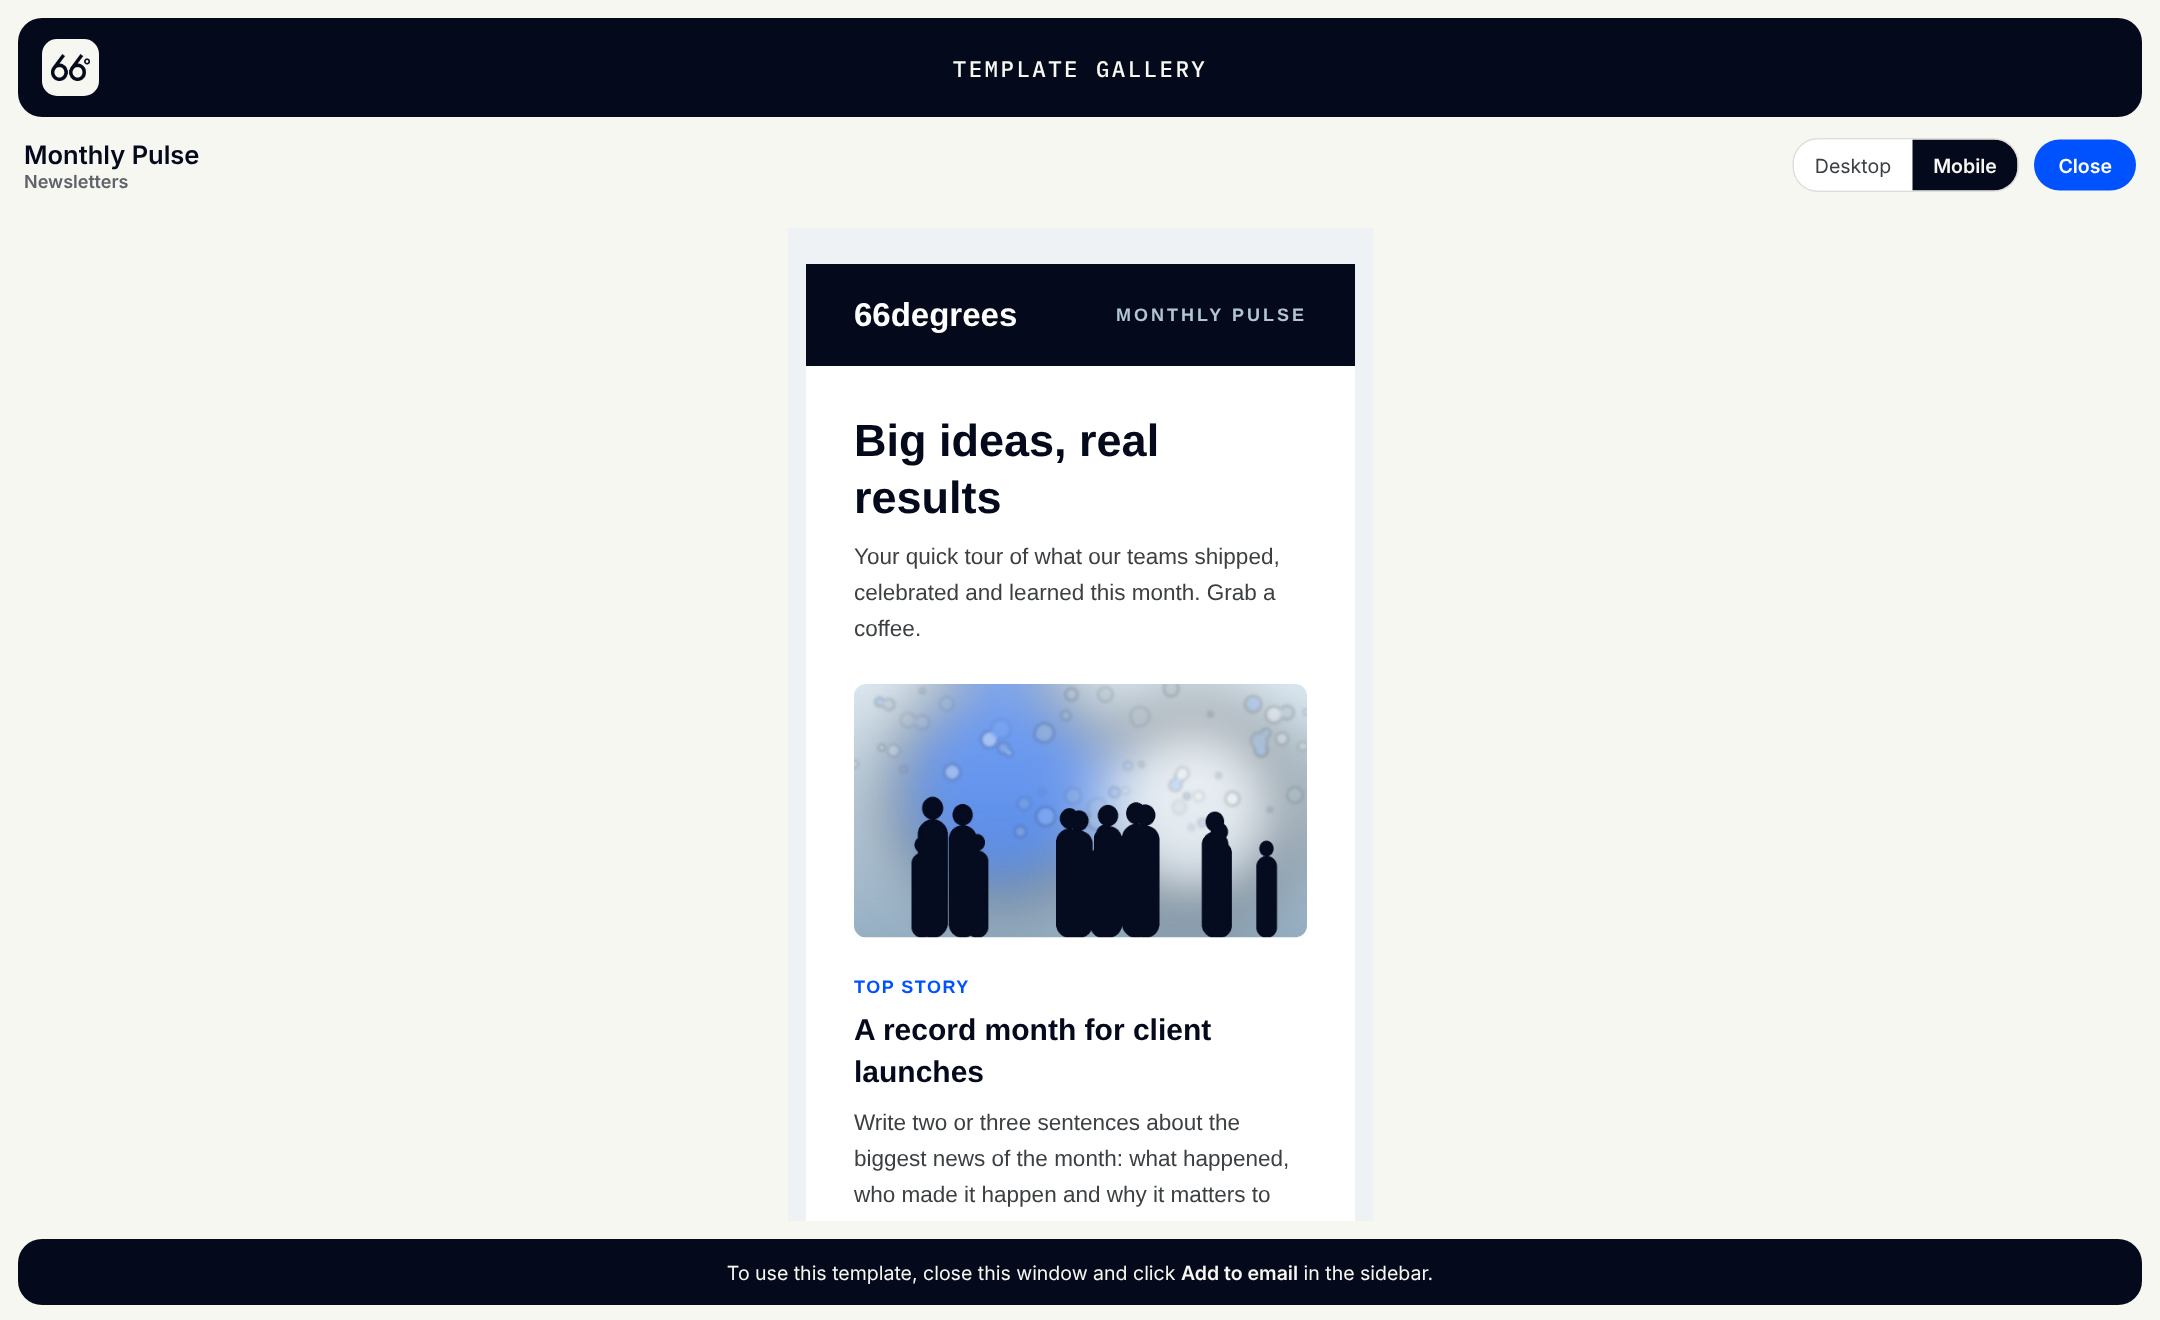 66°
TEMPLATE GALLERY
Monthly Pulse
Newsletters
Desktop
Mobile
Close
66degrees
MONTHLY PULSE
Big ideas, real
results
Your quick tour of what our teams shipped,
celebrated and learned this month. Grab a
coffee.
TOP STORY
A record month for client
launches
Write two or three sentences about the
biggest news of the month: what happened,
who made it happen and why it matters to
To use this template, close this window and click Add to email in the sidebar.